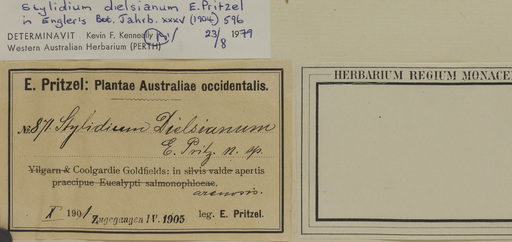 Stylidium dielsianum E.Pritzel
in Engler's Bot. Jahrb. XXXV (1904) 596
DETERMINAVIT Kevin F. Kenneally 23/8 1979
Western Australian Herbarium (PERTH)
E. Pritzel: Plantae Australiae occidentalis.
No 871. Stylidium Dielsianum
E. Pritz. n. sp.
Yilgarn & Coolgardie Goldfields: in silvis valde apertis
praecipue Eucalypti salmonophloeae.
arenosis.
X 1901 Zugegangen IV. 1905 leg. E. Pritzel.
HERBARIUM REGIUM MONACE